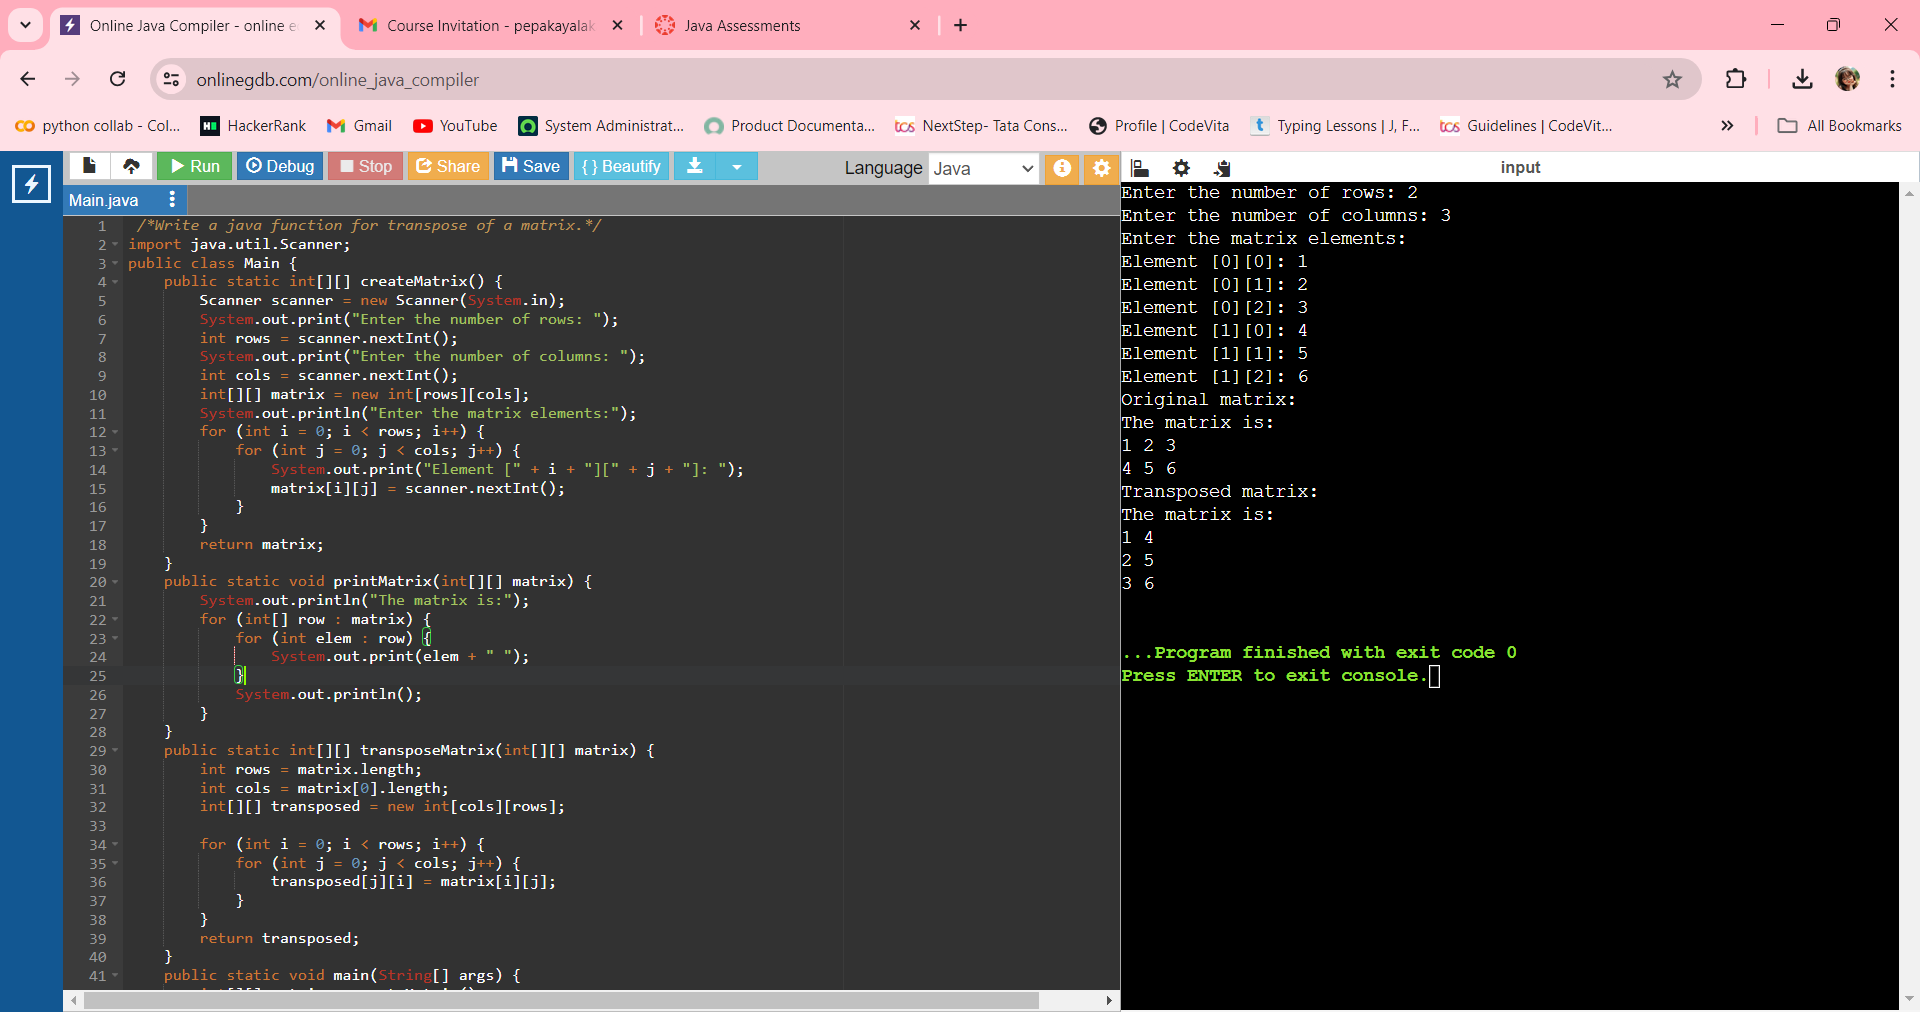 Online Java Compiler - online e
Course Invitation - pepakayalak
Java Assessments
onlinegdb.com/online_java_compiler
python collab - Col...
HackerRank
Gmail
YouTube
System Administrat...
Product Documenta...
NextStep- Tata Cons...
Profile | CodeVita
Typing Lessons | J, F...
Guidelines | CodeVit...
All Bookmarks
Run
Debug
Stop
Share
Save
{ } Beautify
Language
Java
input
Main.java
1 /*Write a java function for transpose of a matrix.*/
2 import java.util.Scanner;
3 public class Main {
4 public static int[][] createMatrix() {
5 Scanner scanner = new Scanner(System.in);
6 System.out.print("Enter the number of rows: ");
7 int rows = scanner.nextInt();
8 System.out.print("Enter the number of columns: ");
9 int cols = scanner.nextInt();
10 int[][] matrix = new int[rows][cols];
11 System.out.println("Enter the matrix elements:");
12 for (int i = 0; i < rows; i++) {
13 for (int j = 0; j < cols; j++) {
14 System.out.print("Element [" + i + "][" + j + "]: ");
15 matrix[i][j] = scanner.nextInt();
16 }
17 }
18 return matrix;
19 }
20 public static void printMatrix(int[][] matrix) {
21 System.out.println("The matrix is:");
22 for (int[] row : matrix) {
23 for (int elem : row) {
24 System.out.print(elem + " ");
25 }
26 System.out.println();
27 }
28 }
29 public static int[][] transposeMatrix(int[][] matrix) {
30 int rows = matrix.length;
31 int cols = matrix[0].length;
32 int[][] transposed = new int[cols][rows];
33
34 for (int i = 0; i < rows; i++) {
35 for (int j = 0; j < cols; j++) {
36 transposed[j][i] = matrix[i][j];
37 }
38 }
39 return transposed;
40 }
41 public static void main(String[] args) {
Enter the number of rows: 2
Enter the number of columns: 3
Enter the matrix elements:
Element [0][0]: 1
Element [0][1]: 2
Element [0][2]: 3
Element [1][0]: 4
Element [1][1]: 5
Element [1][2]: 6
Original matrix:
The matrix is:
1 2 3
4 5 6
Transposed matrix:
The matrix is:
1 4
2 5
3 6
...Program finished with exit code 0
Press ENTER to exit console.